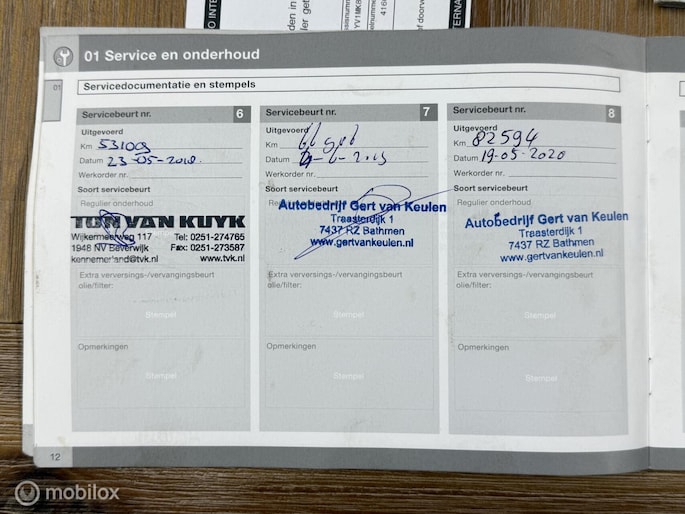 01 Service en onderhoud
01
Servicedocumentatie en stempels
Servicebeurt nr. 6
Uitgevoerd
Km 53109
Datum 23-05-2018.
Werkorder nr.
Soort servicebeurt
Regulier onderhoud
TON VAN KUYK
Wijkermeerweg 117 Tel: 0251-274765
1948 NV Beverwijk Fax: 0251-273587
kennemerland@tvk.nl www.tvk.nl
Extra verversings-/vervangingsbeurt
olie/filter:
Stempel
Opmerkingen
Stempel
Servicebeurt nr. 7
Uitgevoerd
Km
Datum
Werkorder nr.
Soort servicebeurt
Regulier onderhoud
Autobedrijf Gert van Keulen
Traasterdijk 1
7437 RZ Bathmen
www.gertvankeulen.nl
Extra verversings-/vervangingsbeurt
olie/filter:
Stempel
Opmerkingen
Stempel
Servicebeurt nr. 8
Uitgevoerd
Km 82594
Datum 19-05-2020
Werkorder nr.
Soort servicebeurt
Regulier onderhoud
Autobedrijf Gert van Keulen
Traasterdijk 1
7437 RZ Bathmen
www.gertvankeulen.nl
Extra verversings-/vervangingsbeurt
olie/filter:
Stempel
Opmerkingen
Stempel
12
mobilox